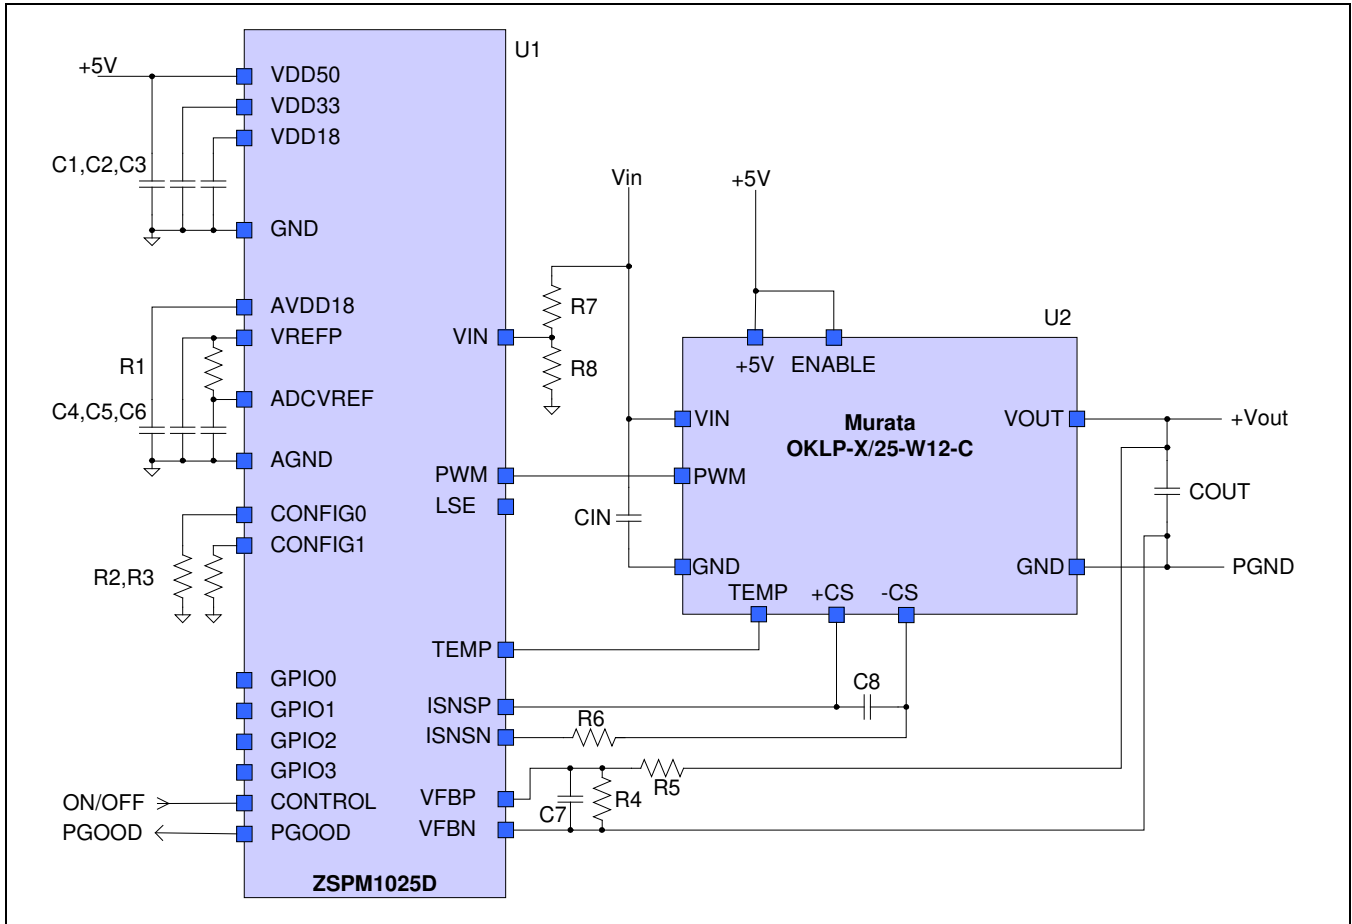 U1
+5V
VDD50
VDD33
VDD18
C1,C2,C3
GND
AVDD18
VREFP
R1
ADCVREF
C4,C5,C6
AGND
CONFIG0
CONFIG1
R2,R3
GPIO0
GPIO1
GPIO2
GPIO3
ON/OFF
CONTROL
PGOOD
PGOOD
VIN
PWM
LSE
TEMP
ISNSP
ISNSN
VFBP
VFBN
ZSPM1025D
Vin
R7
R8
CIN
+5V
U2
+5V
ENABLE
VIN
Murata
OKLP-X/25-W12-C
VOUT
+Vout
PWM
COUT
GND
GND
PGND
TEMP
+CS
-CS
C8
R6
R5
C7
R4